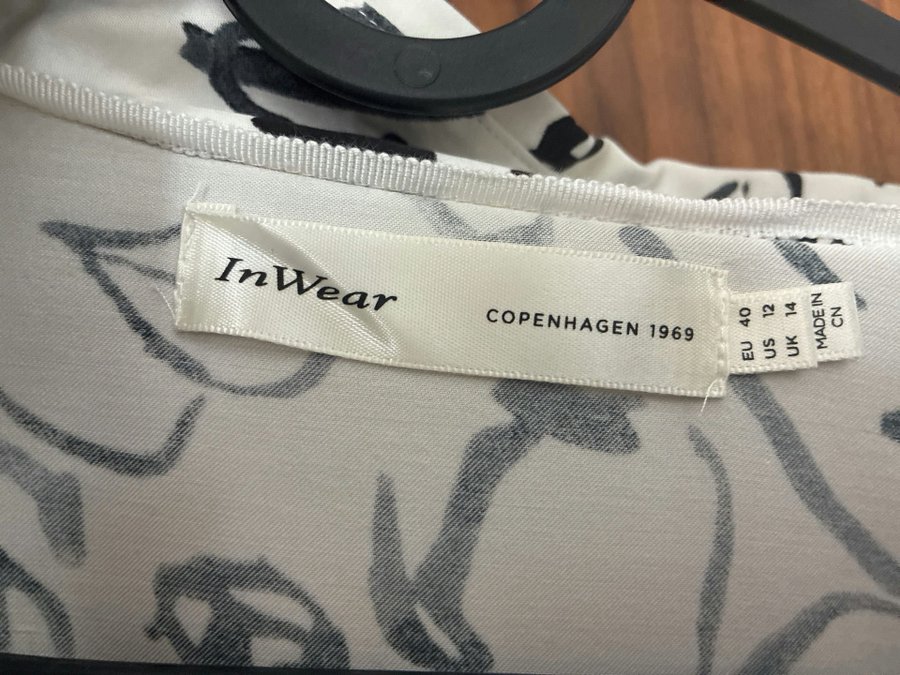 InWear
COPENHAGEN 1969
EU 40
US 12
UK 14
MADE IN
CN